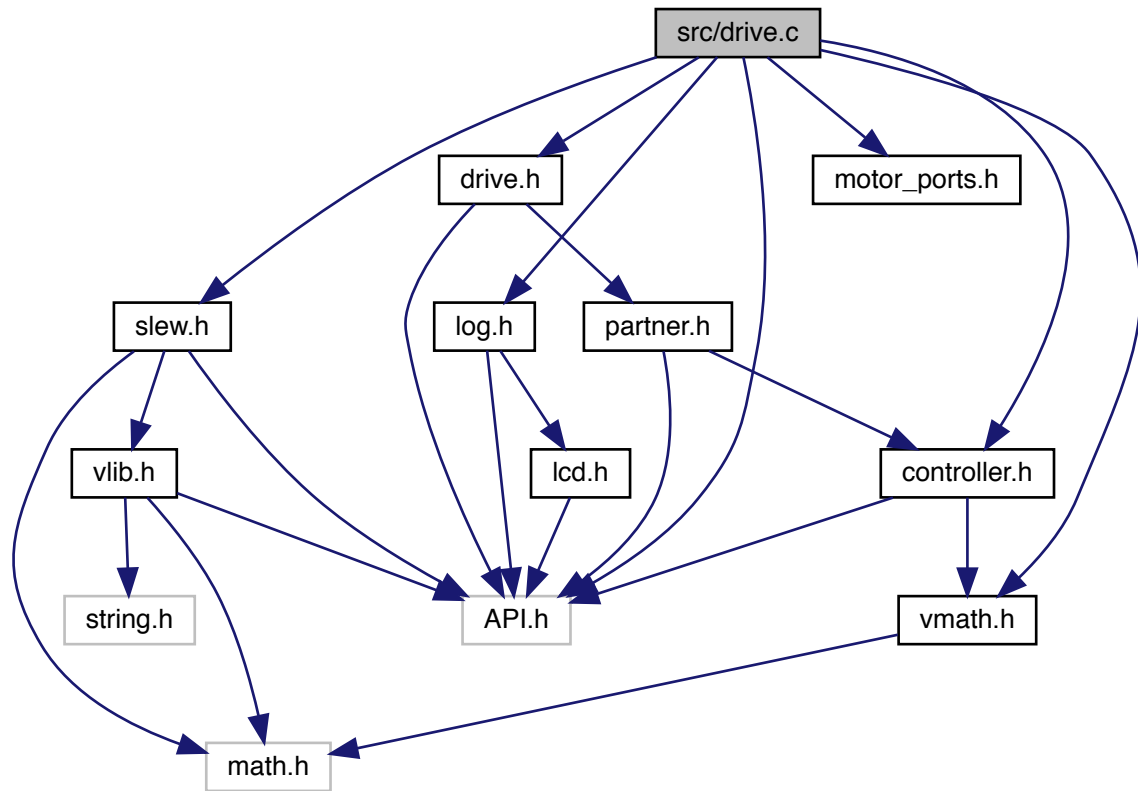 src/drive.c
drive.h
motor_ports.h
slew.h
log.h
partner.h
vlib.h
lcd.h
controller.h
string.h
API.h
vmath.h
math.h